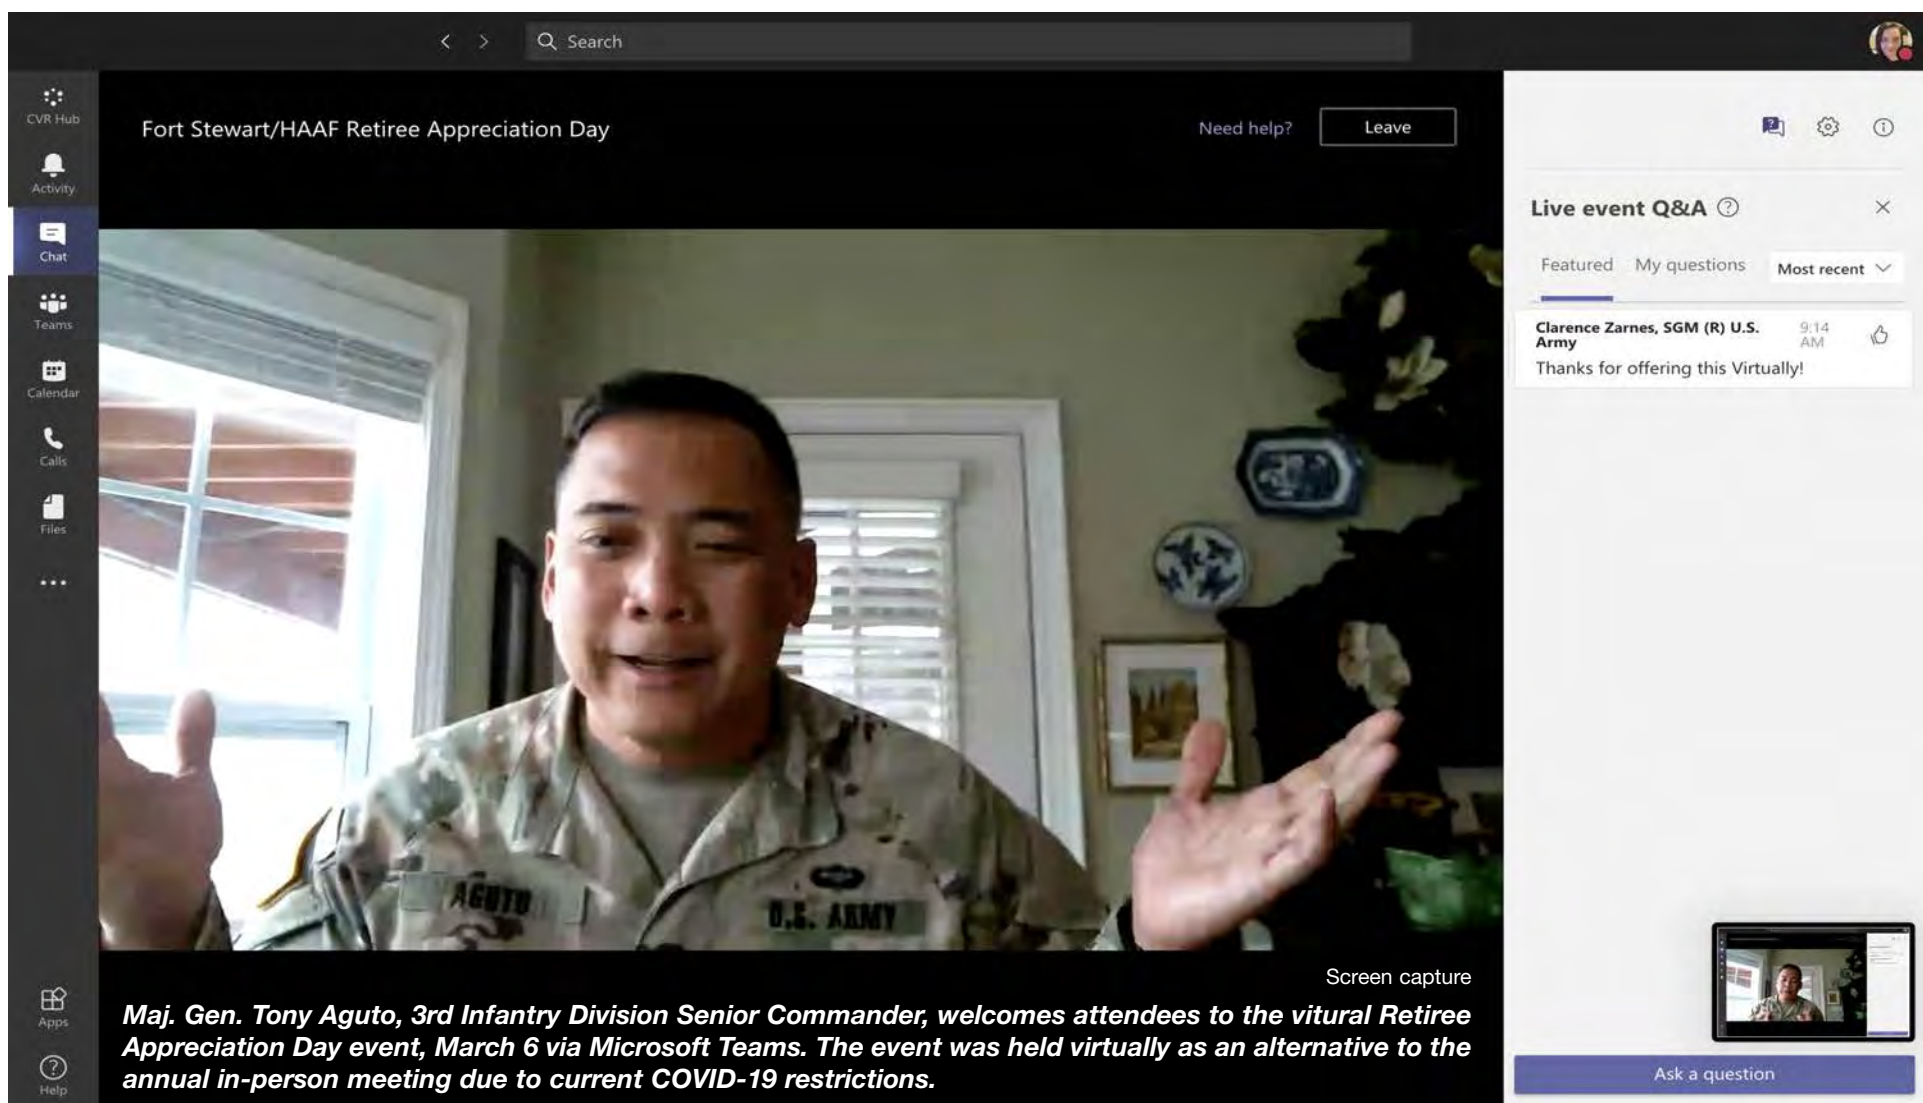 Search
CVR Hub
Activity
Chat
Teams
Calendar
Calls
Files
Apps
Help
Fort Stewart/HAAF Retiree Appreciation Day
Need help?
Leave
AGUTO
U.S. ARMY
Screen capture
Maj. Gen. Tony Aguto, 3rd Infantry Division Senior Commander, welcomes attendees to the vitural Retiree
Appreciation Day event, March 6 via Microsoft Teams. The event was held virtually as an alternative to the
annual in-person meeting due to current COVID-19 restrictions.
Live event Q&A
Featured My questions Most recent
Clarence Zarnes, SGM (R) U.S. 9:14
Army AM
Thanks for offering this Virtually!
Ask a question